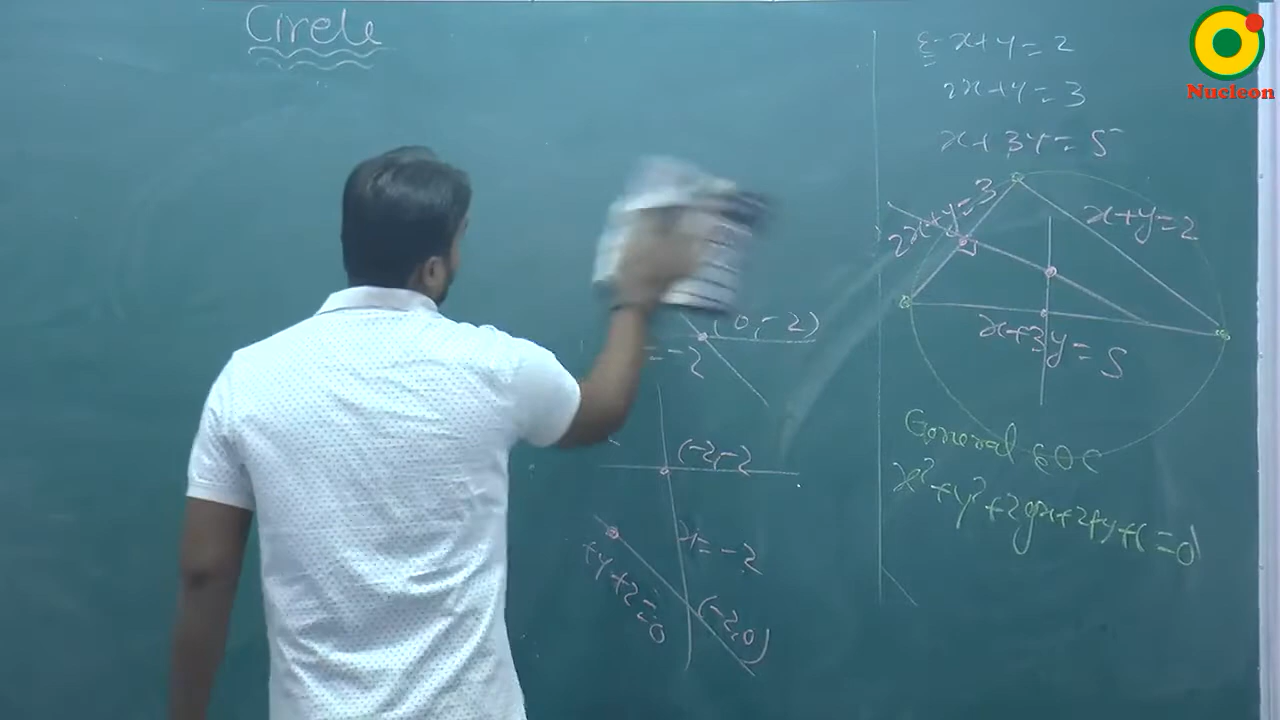 Circle
(0,-2)
=-2
(-2,-2
x=-2
+y+2=0
(-2,0)
x+y=2
2x+y=3
x+3y=5
2x+y=3
x+y=2
x+3y=5
General EOC
x²+y²+2gx+2fy+c=0
Nucleon